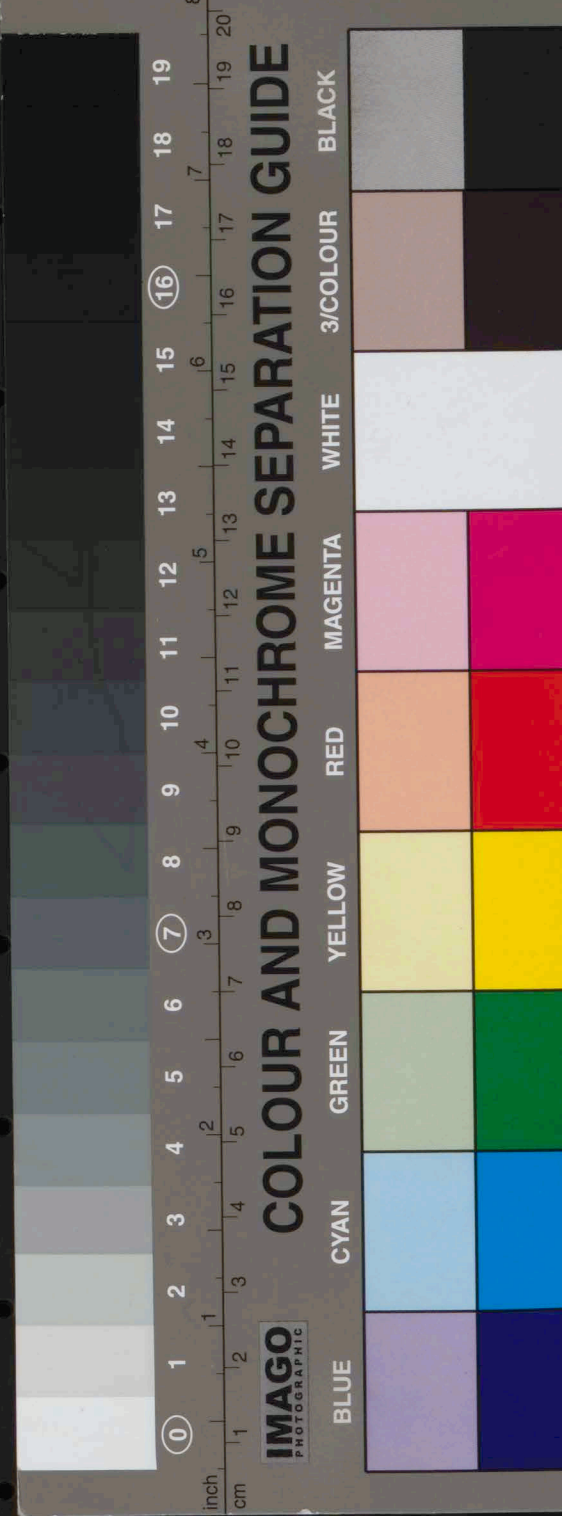 0 1 2 3 4 5 6 7 8 9 10 11 12 13 14 15 16 17 18 19
inch 1 2 3 4 5 6 7 8
cm 1 2 3 4 5 6 7 8 9 10 11 12 13 14 15 16 17 18 19 20
IMAGO COLOUR AND MONOCHROME SEPARATION GUIDE
PHOTOGRAPHIC
BLUE CYAN GREEN YELLOW RED MAGENTA WHITE 3/COLOUR BLACK